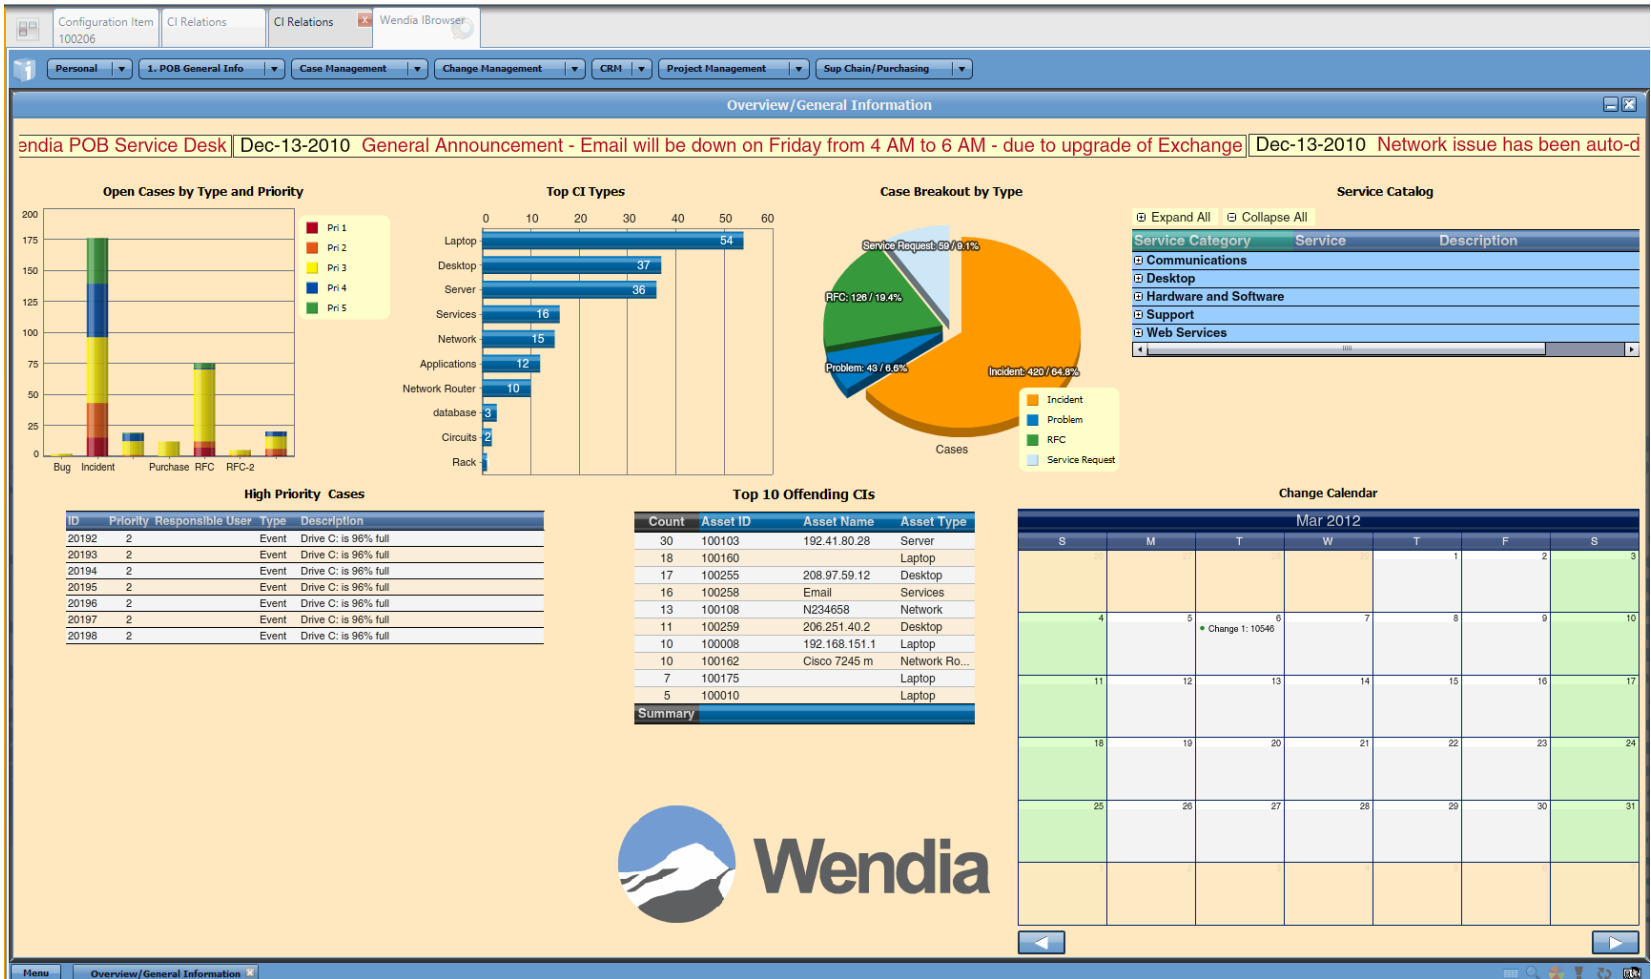 Configuration Item
100206
CI Relations
CI Relations
Wendia IBrowser
Personal
1. POB General Info
Case Management
Change Management
CRM
Project Management
Sup Chain/Purchasing
Overview/General Information
endia POB Service Desk
Dec-13-2010 General Announcement - Email will be down on Friday from 4 AM to 6 AM - due to upgrade of Exchange
Dec-13-2010 Network issue has been auto-d
Open Cases by Type and Priority
200
175
150
125
100
75
50
25
0
Bug Incident Purchase RFC RFC-2
Pri 1
Pri 2
Pri 3
Pri 4
Pri 5
Top CI Types
0 10 20 30 40 50 60
Laptop 54
Desktop 37
Server 36
Services 16
Network 15
Applications 12
Network Router 10
database 3
Circuits 2
Rack
Case Breakout by Type
Service Request: 59 / 9.1%
RFC: 126 / 19.4%
Problem: 43 / 6.6%
Incident: 420 / 64.8%
Cases
Incident
Problem
RFC
Service Request
Service Catalog
Expand All Collapse All
Service Category Service Description
Communications
Desktop
Hardware and Software
Support
Web Services
High Priority Cases
ID Priority Responsible User Type Description
20192 2 Event Drive C: is 96% full
20193 2 Event Drive C: is 96% full
20194 2 Event Drive C: is 96% full
20195 2 Event Drive C: is 96% full
20196 2 Event Drive C: is 96% full
20197 2 Event Drive C: is 96% full
20198 2 Event Drive C: is 96% full
Top 10 Offending CIs
Count Asset ID Asset Name Asset Type
30 100103 192.41.80.28 Server
18 100160 Laptop
17 100255 208.97.59.12 Desktop
16 100258 Email Services
13 100108 N234658 Network
11 100259 206.251.40.2 Desktop
10 100008 192.168.151.1 Laptop
10 100162 Cisco 7245 m Network Ro...
7 100175 Laptop
5 100010 Laptop
Summary
Change Calendar
Mar 2012
S M T W T F S
26 27 28 29 1 2 3
4 5 6 7 8 9 10
Change 1: 10546
11 12 13 14 15 16 17
18 19 20 21 22 23 24
25 26 27 28 29 30 31
1 2 3 4 5 6 7
Wendia
Menu
Overview/General Information